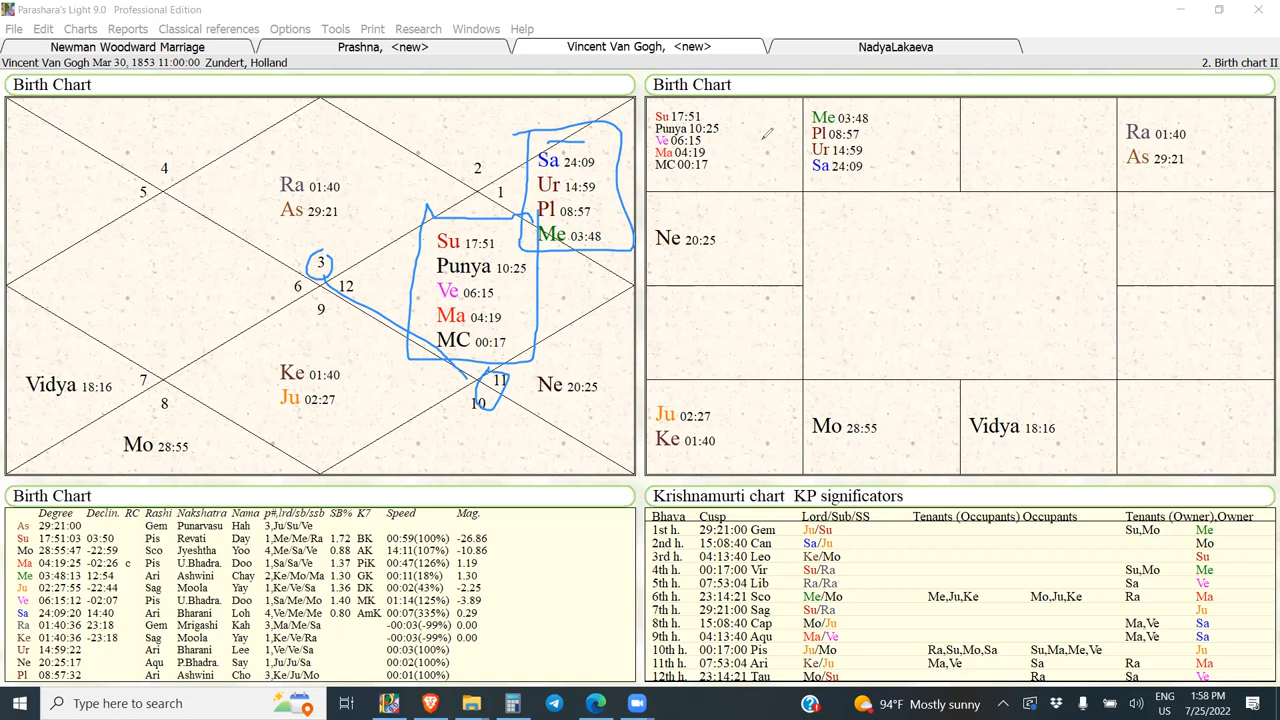 Parashara's Light 9.0 Professional Edition
File Edit Charts Reports Classical references Options Tools Print Research Windows Help
Newman Woodward Marriage
Prashna, <new>
Vincent Van Gogh, <new>
NadyaLakaeva
Vincent Van Gogh Mar 30, 1853 11:00:00 Zundert, Holland
2. Birth chart II
Birth Chart
4
5
Ra 01:40
As 29:21
2
1
Sa 24:09
Ur 14:59
Pl 08:57
Me 03:48
Su 17:51
Punya 10:25
Ve 06:15
Ma 04:19
MC 00:17
3
6
12
9
Vidya 18:16
7
8
Ke 01:40
Ju 02:27
11
10
Ne 20:25
Mo 28:55
Birth Chart
Su 17:51
Punya 10:25
Ve 06:15
Ma 04:19
MC 00:17
Me 03:48
Pl 08:57
Ur 14:59
Sa 24:09
Ra 01:40
As 29:21
Ne 20:25
Ju 02:27
Ke 01:40
Mo 28:55
Vidya 18:16
Birth Chart
Degree Declin. RC Rashi Nakshatra Nama p#,lrd/sb/ssb SB% K7 Speed Mag.
As 29:21:00 Gem Punarvasu Hah 3,Ju/Su/Ve
Su 17:51:03 03:50 Pis Revati Day 1,Me/Me/Ra 1.72 BK 00:59(100%) -26.86
Mo 28:55:47 -22:59 Sco Jyeshtha Yoo 4,Me/Sa/Ve 0.88 AK 14:11(107%) -10.86
Ma 04:19:25 -02:26 c Pis U.Bhadra. Doo 1,Sa/Sa/Ve 1.37 PiK 00:47(126%) 1.19
Me 03:48:13 12:54 Ari Ashwini Chay 2,Ke/Mo/Ma 1.30 GK 00:11(18%) 1.30
Ju 02:27:55 -22:44 Sag Moola Yay 1,Ke/Ve/Sa 1.36 DK 00:02(43%) -2.25
Ve 06:15:12 -02:07 Pis U.Bhadra. Doo 1,Sa/Me/Mo 1.40 MK 01:14(125%) -3.89
Sa 24:09:20 14:40 Ari Bharani Loh 4,Ve/Me/Me 0.80 AmK 00:07(335%) 0.29
Ra 01:40:36 23:18 Gem Mrigashi Kah 3,Ma/Me/Sa -00:03(-99%) 0.00
Ke 01:40:36 -23:18 Sag Moola Yay 1,Ke/Ve/Ra -00:03(-99%) 0.00
Ur 14:59:22 Ari Bharani Lee 1,Ve/Ve/Sa 00:03(100%)
Ne 20:25:17 Aqu P.Bhadra. Say 1,Ju/Ju/Sa 00:02(100%)
Pl 08:57:32 Ari Ashwini Cho 3,Ke/Ju/Mo 00:01(100%)
Krishnamurti chart KP significators
Bhava Cusp Lord/Sub/SS Tenants (Occupants) Occupants Tenants (Owner),Owner
1st h. 29:21:00 Gem Ju/Su Su,Mo Me
2nd h. 15:08:40 Can Sa/Ju Mo
3rd h. 04:13:40 Leo Ke/Mo Su
4th h. 00:17:00 Vir Su/Ra Su,Mo Me
5th h. 07:53:04 Lib Ra/Ra Sa Ve
6th h. 23:14:21 Sco Me/Mo Me,Ju,Ke Mo,Ju,Ke Ra Ma
7th h. 29:21:00 Sag Su/Ra Ju
8th h. 15:08:40 Cap Mo/Ju Ma,Ve Sa
9th h. 04:13:40 Aqu Ma/Ve Ma,Ve Sa
10th h. 00:17:00 Pis Ju/Mo Ra,Su,Mo,Sa Su,Ma,Me,Ve Ju
11th h. 07:53:04 Ari Ke/Ju Ma,Ve Sa Ra Ma
12th h. 23:14:21 Tau Mo/Su Ra Sa Ve
Type here to search
94°F Mostly sunny
ENG
US
1:58 PM
7/25/2022